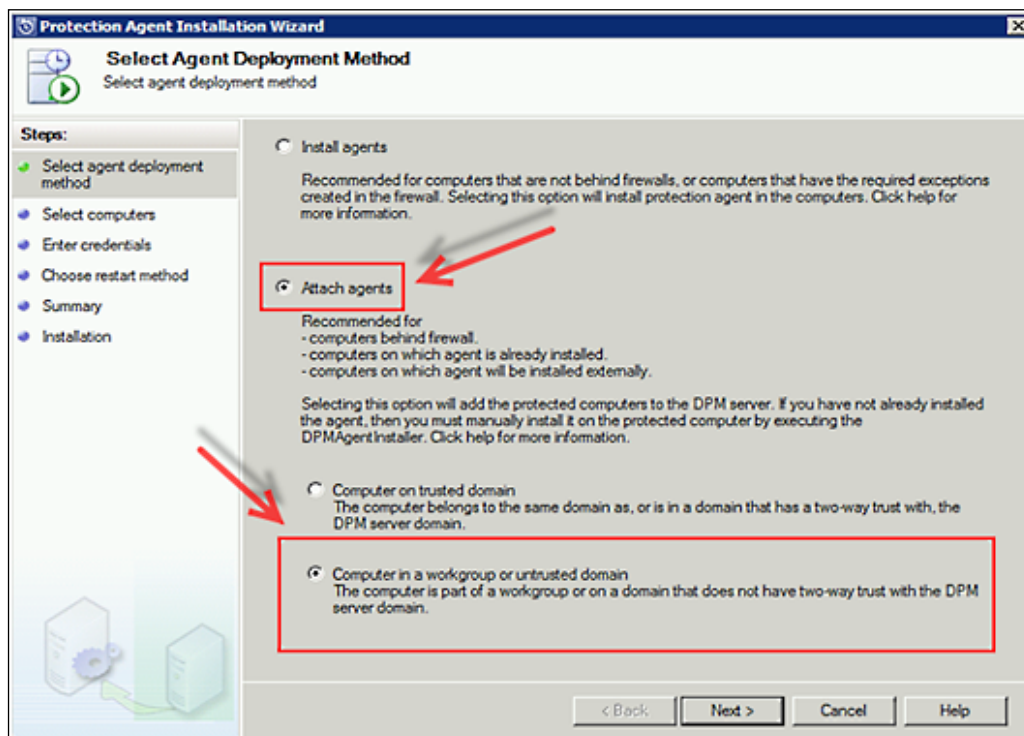 Protection Agent Installation Wizard
Select Agent Deployment Method
Select agent deployment method
Steps:
Select agent deployment
method
Select computers
Enter credentials
Choose restart method
Summary
Installation
Install agents
Recommended for computers that are not behind firewalls, or computers that have the required exceptions
created in the firewall. Selecting this option will install protection agent in the computers. Click help for
more information.
Attach agents
Recommended for
- computers behind firewall.
- computers on which agent is already installed.
- computers on which agent will be installed externally.
Selecting this option will add the protected computers to the DPM server. If you have not already installed
the agent, then you must manually install it on the protected computer by executing the
DPMAgentInstaller. Click help for more information.
Computer on trusted domain
The computer belongs to the same domain as, or is in a domain that has a two-way trust with, the
DPM server domain.
Computer in a workgroup or untrusted domain
The computer is part of a workgroup or on a domain that does not have two-way trust with the DPM
server domain.
< Back
Next >
Cancel
Help